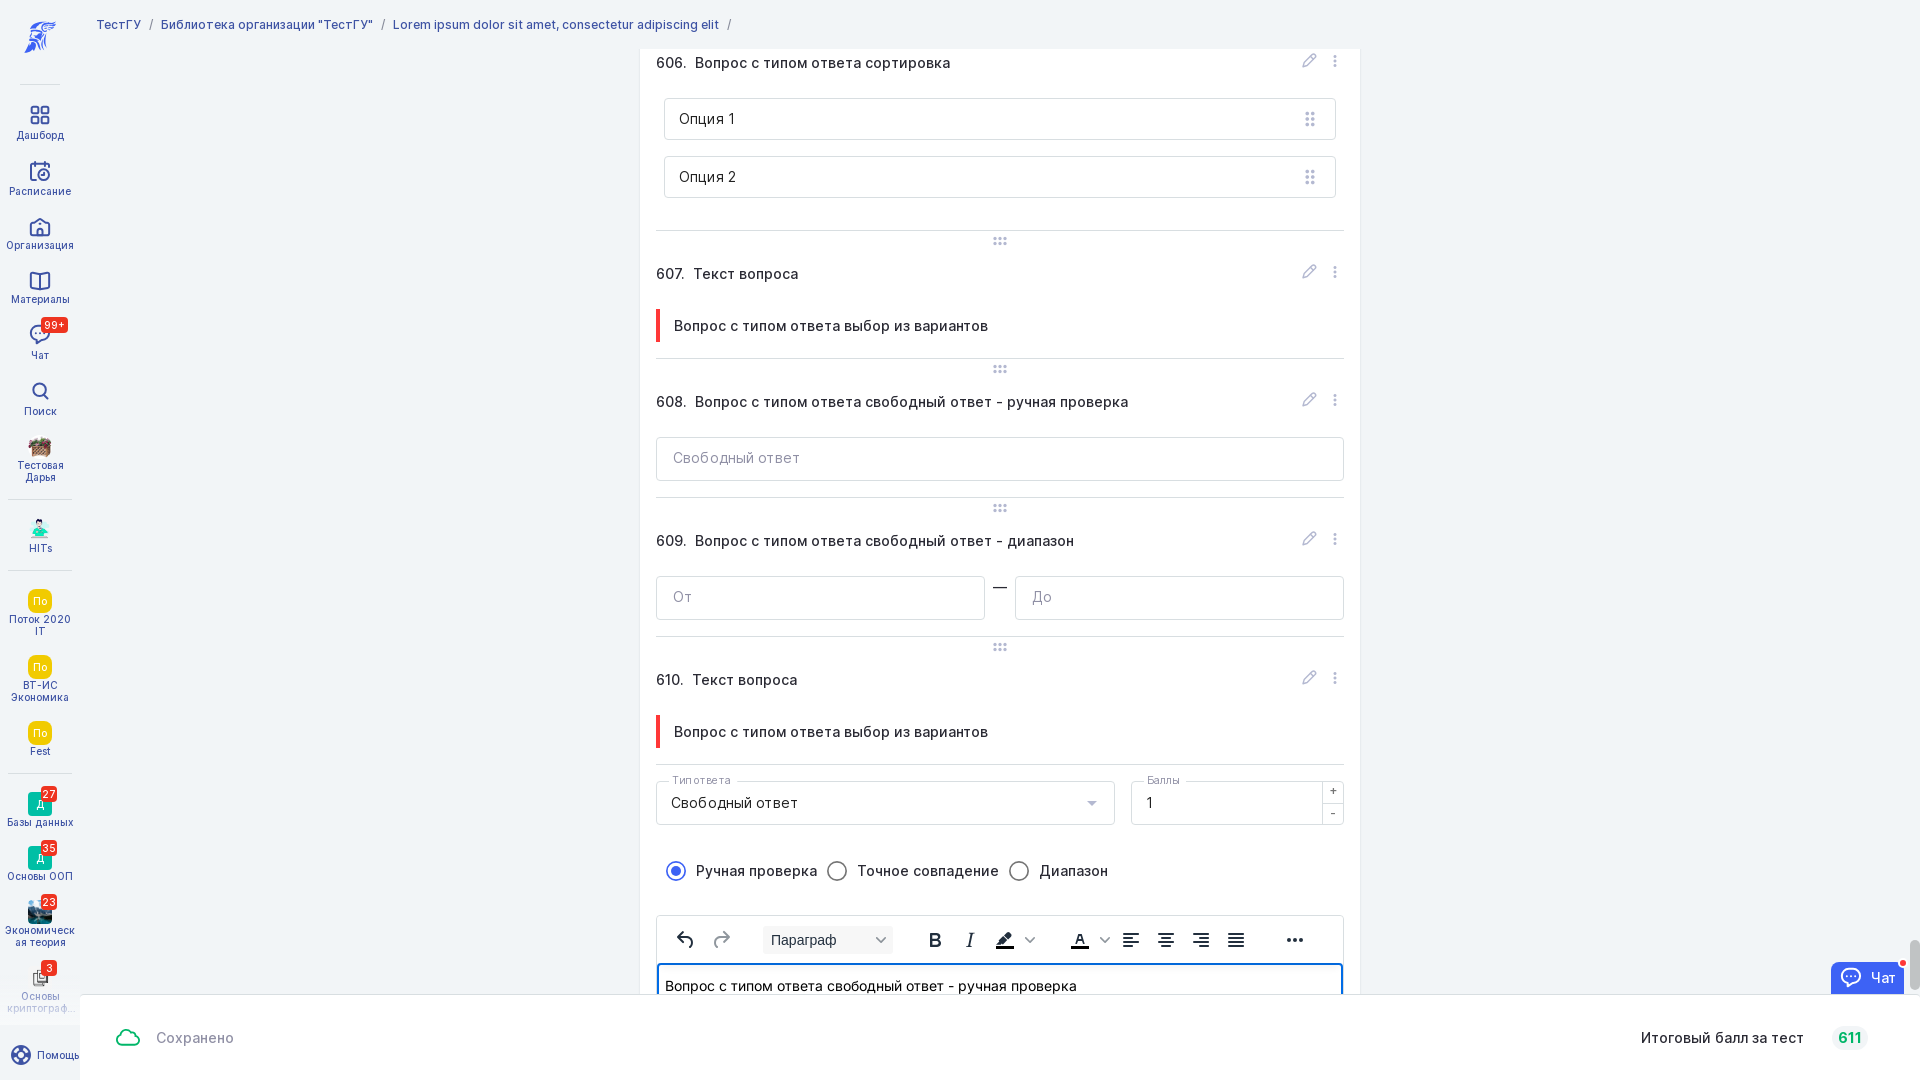 ТестГУ / Библиотека организации "ТестГУ" / Lorem ipsum dolor sit amet, consectetur adipiscing elit /
Дашборд
Расписание
Организация
Материалы
99+
Чат
Поиск
Тестовая
Дарья
HITs
По
Поток 2020
IT
По
ВТ-ИС
Экономика
По
Fest
27
Д
Базы данных
35
Д
Основы ООП
23
Экономическ
ая теория
3
Основы
криптограф...
Помощь
606. Вопрос с типом ответа сортировка
Опция 1
Опция 2
607. Текст вопроса
Вопрос с типом ответа выбор из вариантов
608. Вопрос с типом ответа свободный ответ - ручная проверка
Свободный ответ
609. Вопрос с типом ответа свободный ответ - диапазон
От — До
610. Текст вопроса
Вопрос с типом ответа выбор из вариантов
Тип ответа
Свободный ответ
Баллы
1
+
-
Ручная проверка Точное совпадение Диапазон
Параграф
Вопрос с типом ответа свободный ответ - ручная проверка
Чат
Сохранено
Итоговый балл за тест 611